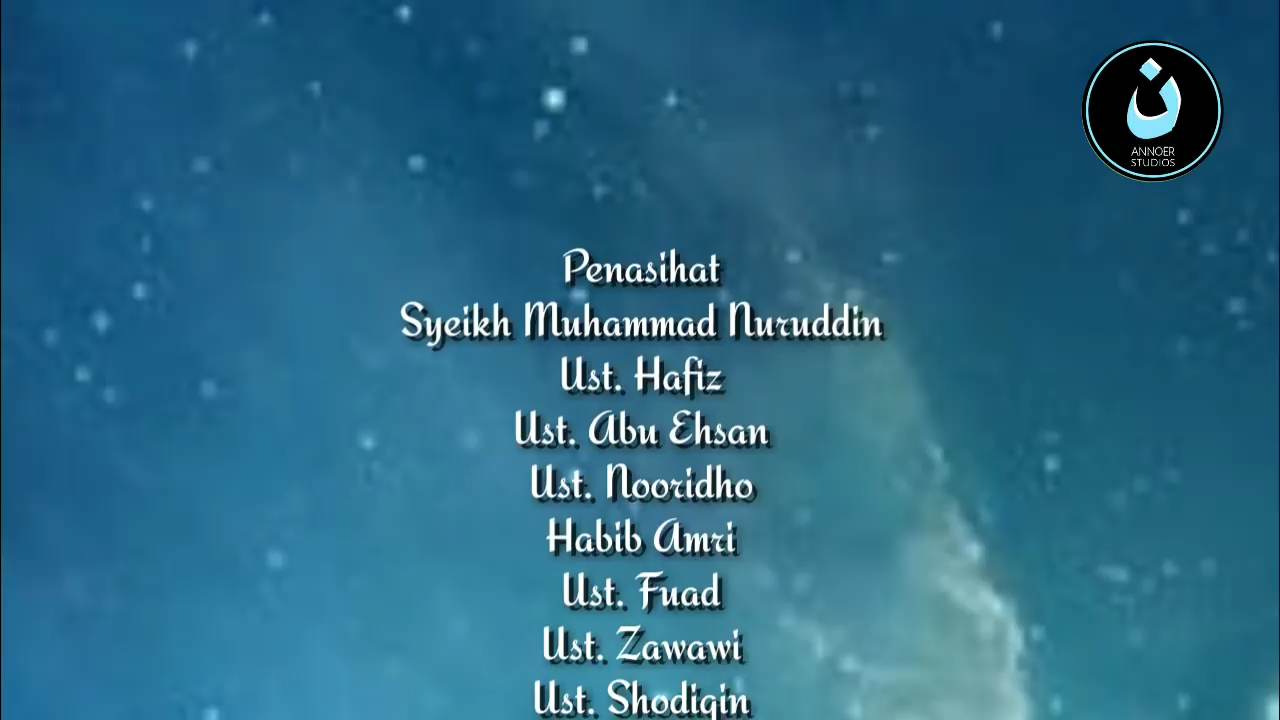 ن
ANNOER
STUDIOS
Penasihat
Syeikh Muhammad Nuruddin
Ust. Hafiz
Ust. Abu Ehsan
Ust. Nooridho
Habib Amri
Ust. Fuad
Ust. Zawawi
Ust. Shodiqin